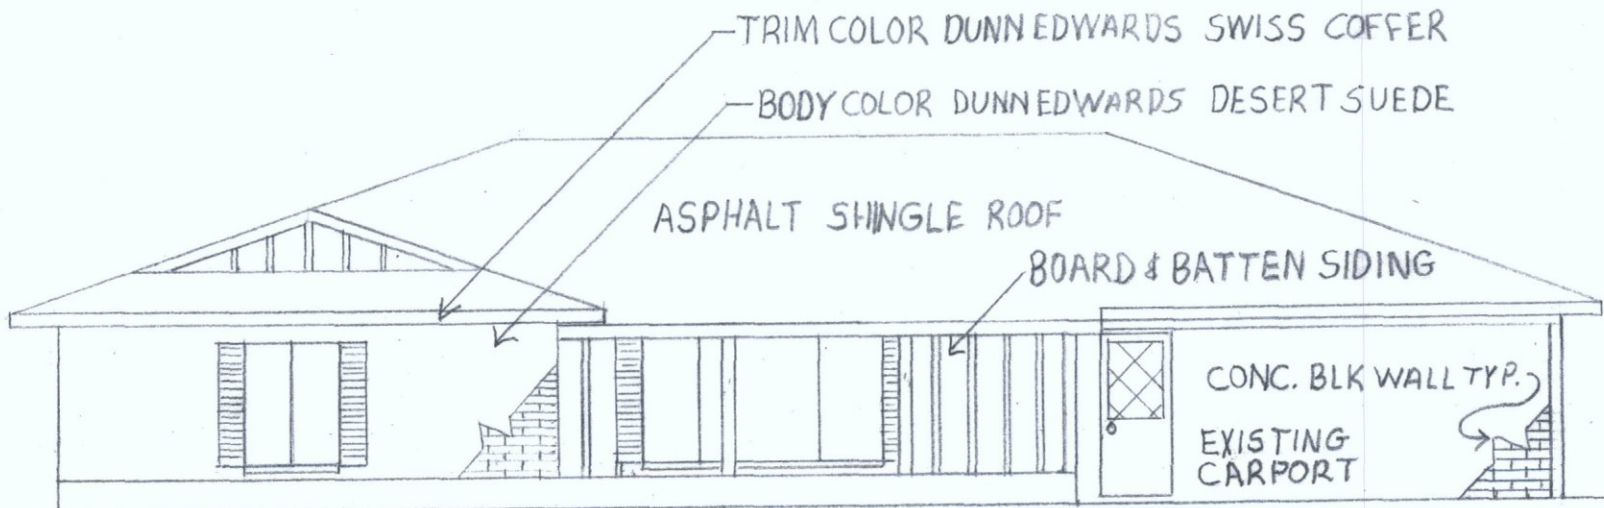 TRIM COLOR DUNN EDWARDS SWISS COFFER
BODY COLOR DUNN EDWARDS DESERT SUEDE
ASPHALT SHINGLE ROOF
BOARD & BATTEN SIDING
CONC. BLK WALL TYP.
EXISTING
CARPORT